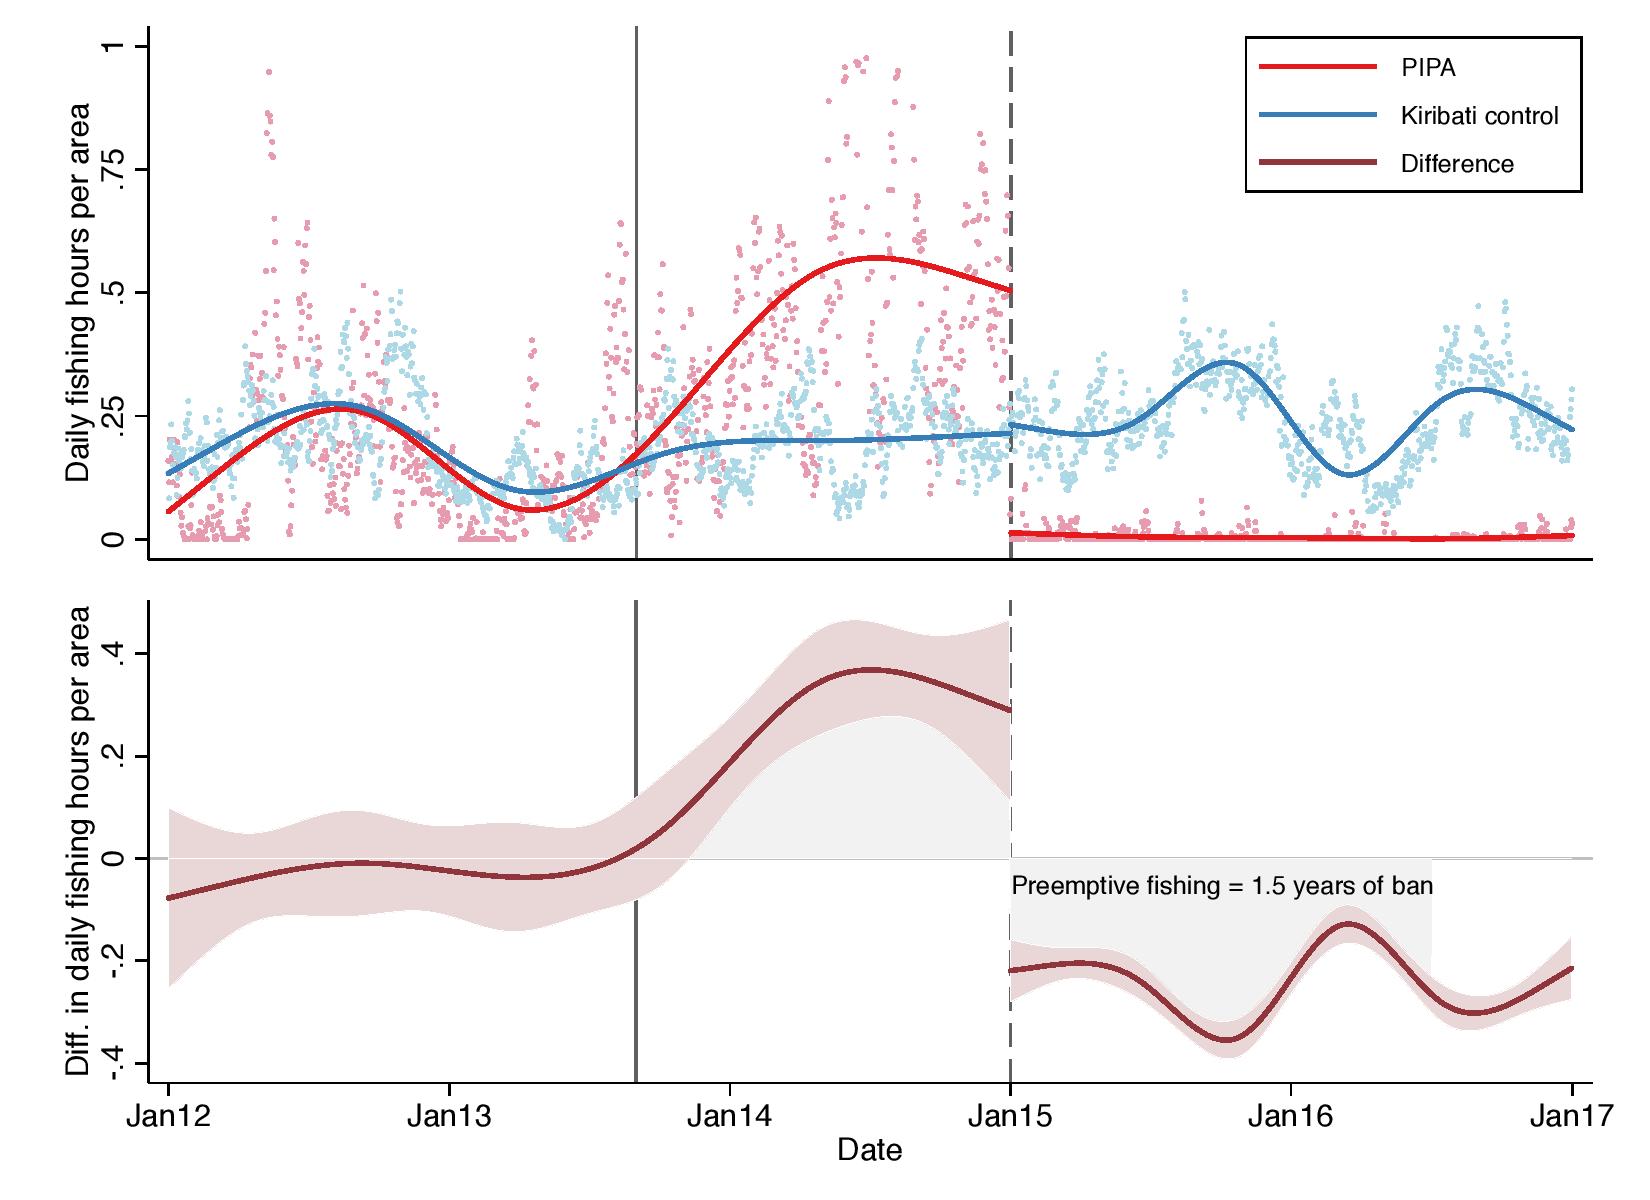 Daily fishing hours per area
1
.75
.5
.25
0
PIPA
Kiribati control
Difference
Diff. in daily fishing hours per area
.4
.2
0
-.2
-.4
Preemptive fishing = 1.5 years of ban
Jan12 Jan13 Jan14 Jan15 Jan16 Jan17
Date